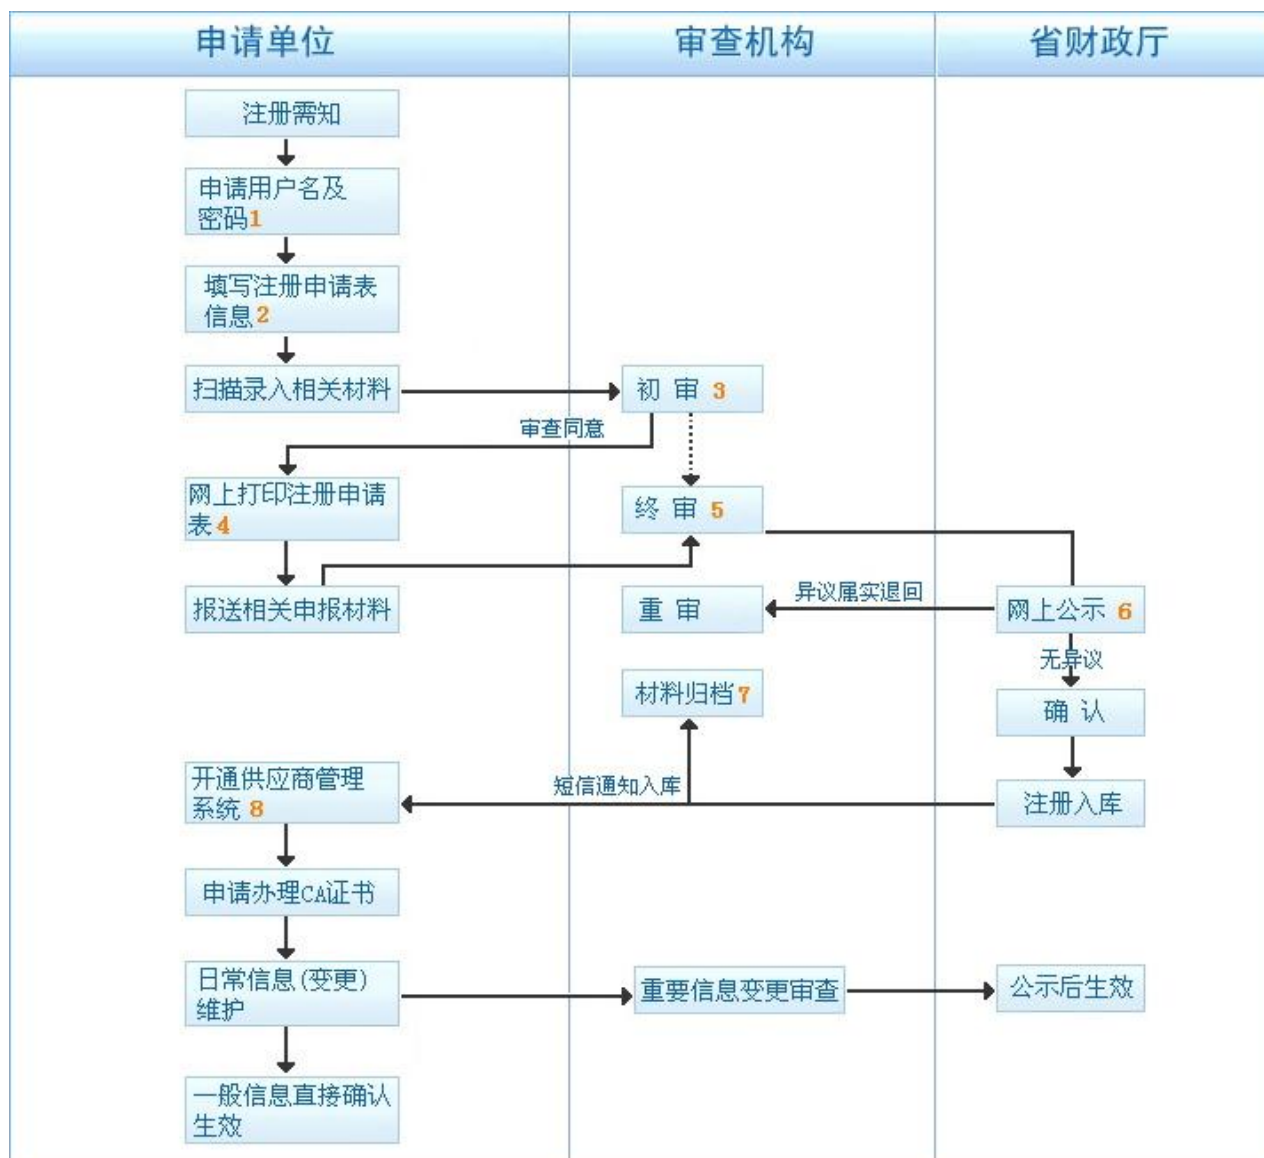 申请单位
审查机构
省财政厅
注册需知
申请用户名及
密码1
填写注册申请表
信息2
扫描录入相关材料
初 审 3
审查同意
网上打印注册申请
表4
终 审 5
报送相关申报材料
重 审
异议属实退回
网上公示 6
无异议
材料归档7
确 认
开通供应商管理
系统 8
短信通知入库
注册入库
申请办理CA证书
日常信息(变更)
维护
重要信息变更审查
公示后生效
一般信息直接确认
生效